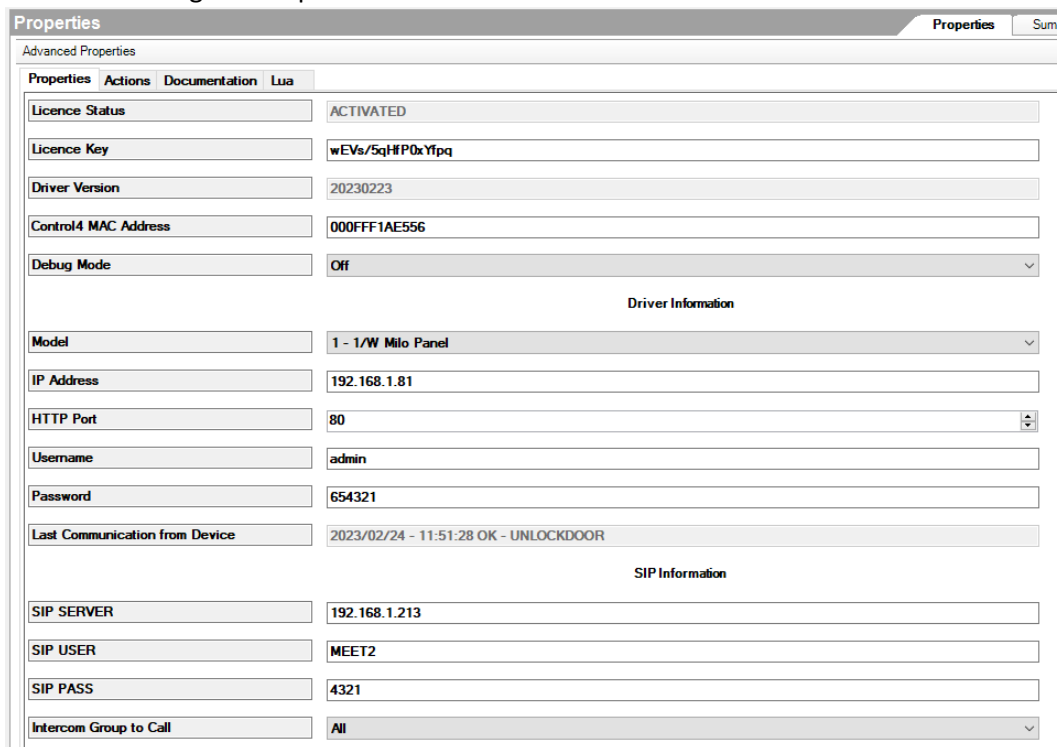 Properties Properties Sum
Advanced Properties
Properties Actions Documentation Lua
Licence Status ACTIVATED
Licence Key wEVs/5qHfP0xYfpq
Driver Version 20230223
Control4 MAC Address 000FFF1AE556
Debug Mode Off
Driver Information
Model 1 - 1/W Milo Panel
IP Address 192.168.1.81
HTTP Port 80
Username admin
Password 654321
Last Communication from Device 2023/02/24 - 11:51:28 OK - UNLOCKDOOR
SIP Information
SIP SERVER 192.168.1.213
SIP USER MEET2
SIP PASS 4321
Intercom Group to Call All